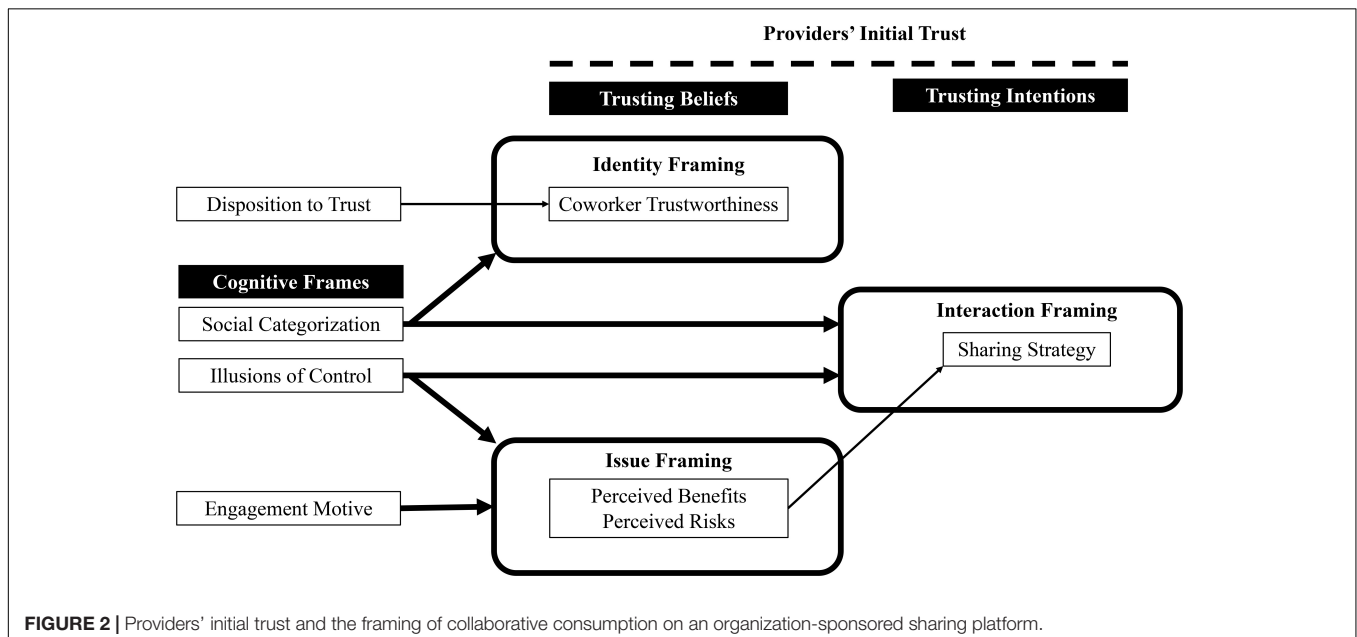 Providers' Initial Trust
Trusting Beliefs
Trusting Intentions
Identity Framing
Disposition to Trust
Coworker Trustworthiness
Cognitive Frames
Social Categorization
Interaction Framing
Sharing Strategy
Illusions of Control
Issue Framing
Engagement Motive
Perceived Benefits
Perceived Risks
FIGURE 2 | Providers' initial trust and the framing of collaborative consumption on an organization-sponsored sharing platform.